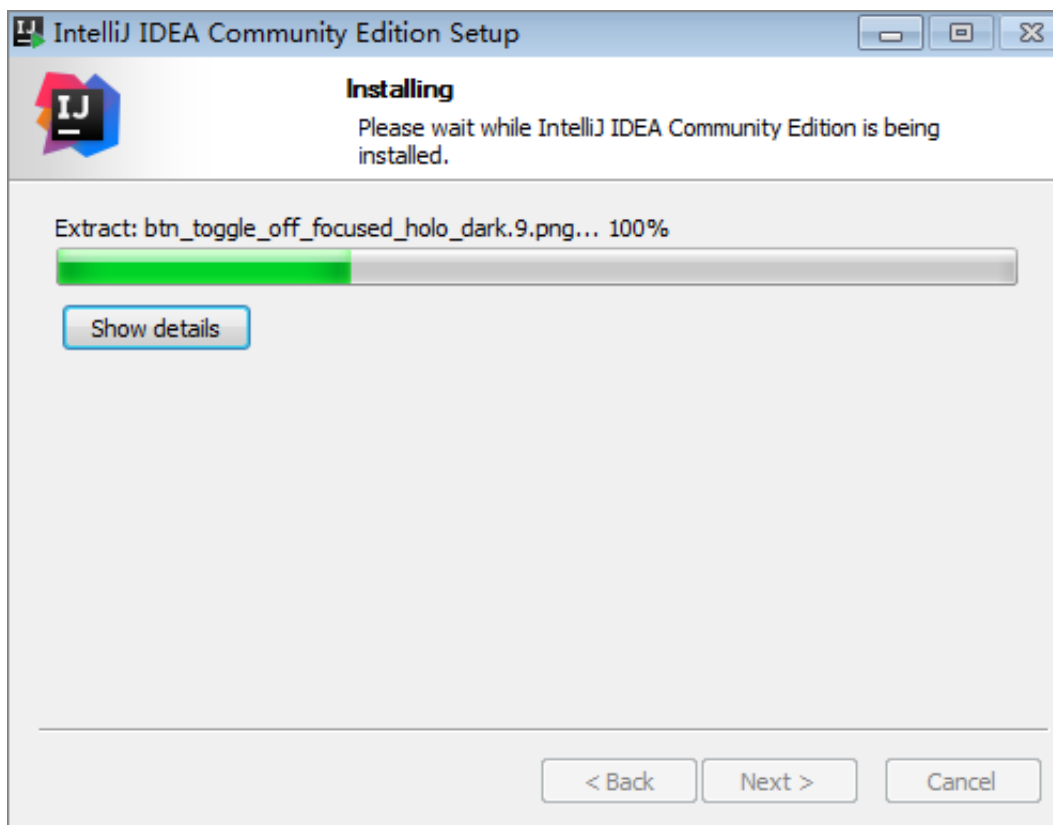 IntelliJ IDEA Community Edition Setup
IJ
Installing
Please wait while IntelliJ IDEA Community Edition is being
installed.
Extract: btn_toggle_off_focused_holo_dark.9.png... 100%
Show details
< Back
Next >
Cancel